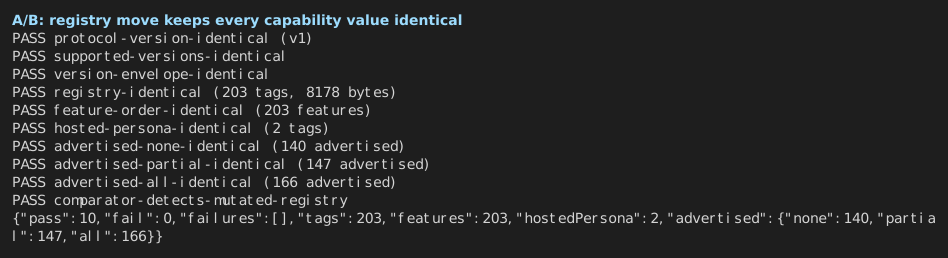 A/B: registry move keeps every capability value identical
PASS protocol-version-identical (v1)
PASS supported-versions-identical
PASS version-envelope-identical
PASS registry-identical (203 tags, 8178 bytes)
PASS feature-order-identical (203 features)
PASS hosted-persona-identical (2 tags)
PASS advertised-none-identical (140 advertised)
PASS advertised-partial-identical (147 advertised)
PASS advertised-all-identical (166 advertised)
PASS comparator-detects-mutated-registry
{"pass":10,"fail":0,"failures":[],"tags":203,"features":203,"hostedPersona":2,"advertised":{"none":140,"partia
l":147,"all":166}}